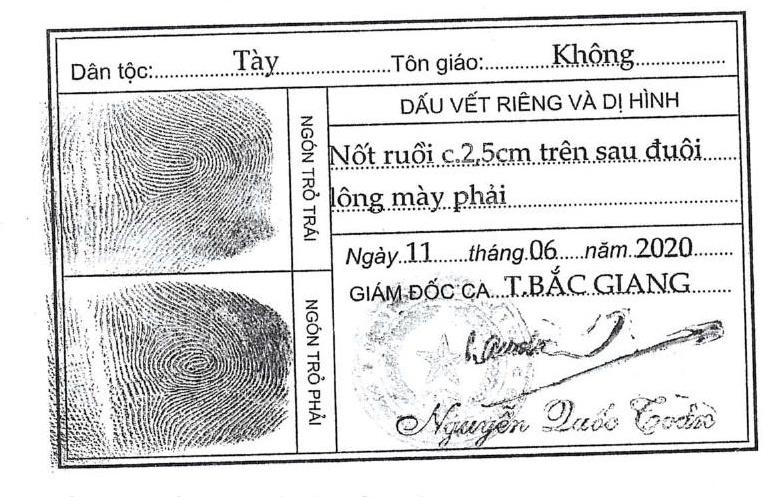 Dân tộc: Tày Tôn giáo: Không
DẤU VẾT RIÊNG VÀ DỊ HÌNH
NGÓN TRỎ TRÁI
Nốt ruồi c.2,5cm trên sau đuôi
lông mày phải
Ngày 11 tháng 06 năm 2020
GIÁM ĐỐC CA T.BẮC GIANG
NGÓN TRỎ PHẢI
Nguyễn Quốc Toản